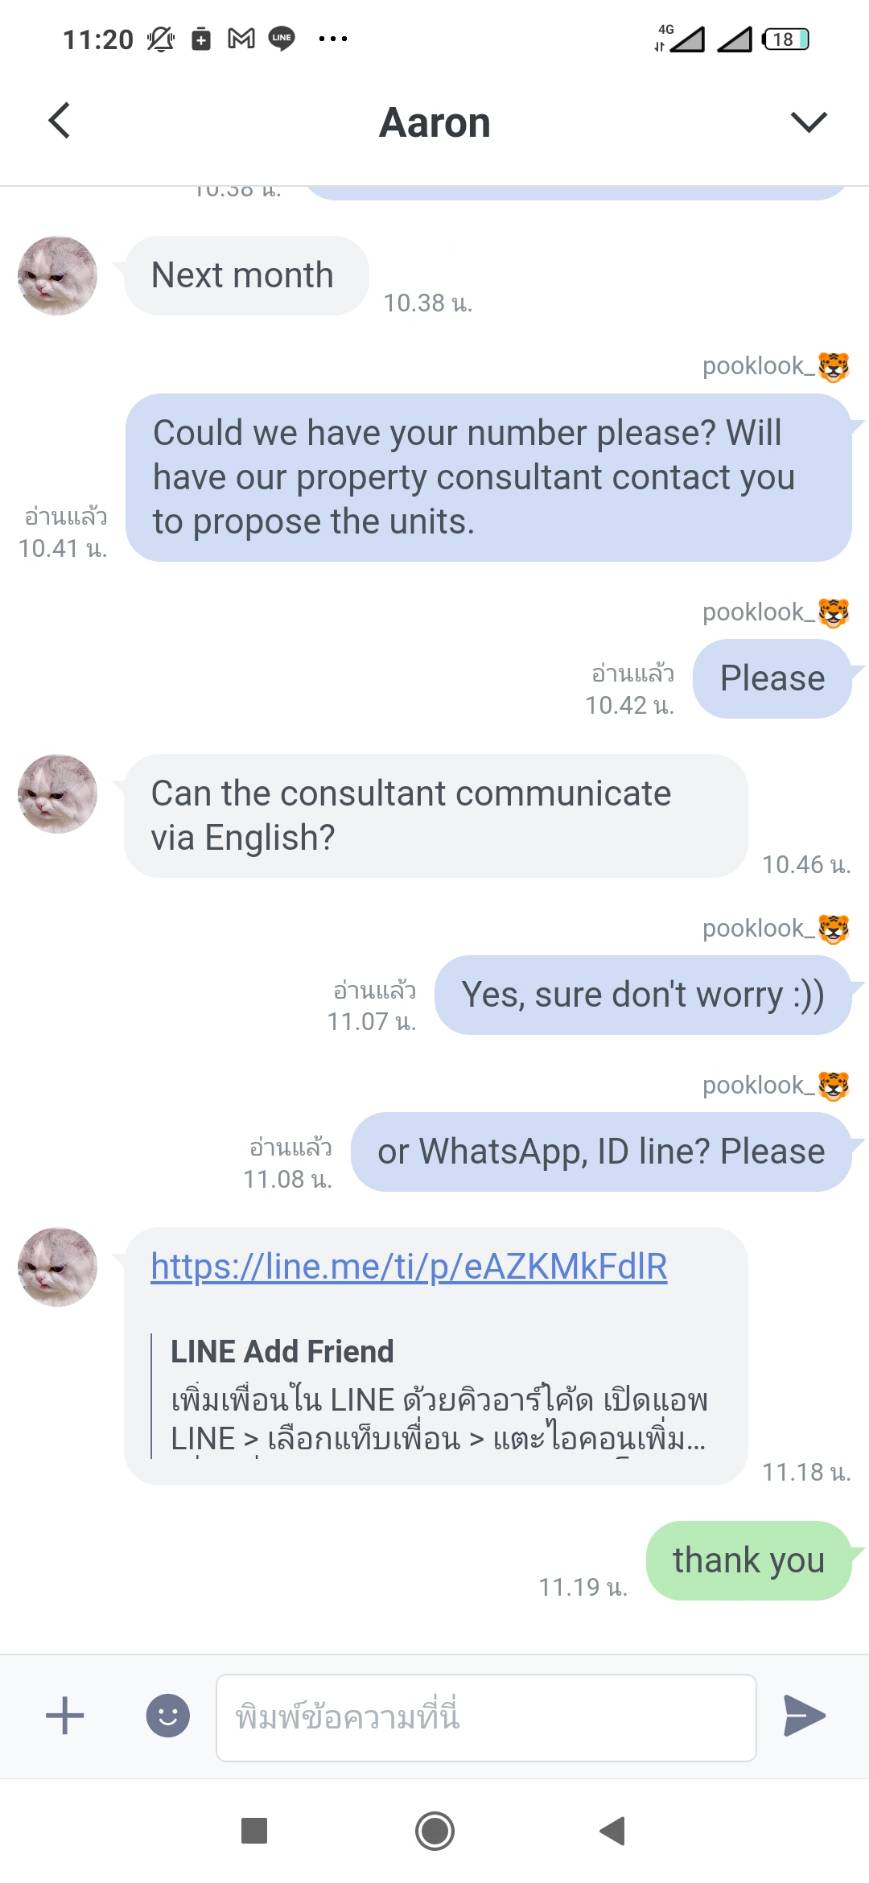 11:20
LINE
4G
18
Aaron
10.38 น.
Next month
10.38 น.
pooklook_🐯
Could we have your number please? Will
have our property consultant contact you
to propose the units.
อ่านแล้ว
10.41 น.
pooklook_🐯
Please
อ่านแล้ว
10.42 น.
Can the consultant communicate
via English?
10.46 น.
pooklook_🐯
Yes, sure don't worry :))
อ่านแล้ว
11.07 น.
pooklook_🐯
or WhatsApp, ID line? Please
อ่านแล้ว
11.08 น.
https://line.me/ti/p/eAZKMkFdlR
LINE Add Friend
เพิ่มเพื่อนใน LINE ด้วยคิวอาร์โค้ด เปิดแอพ
LINE > เลือกแท็บเพื่อน > แตะไอคอนเพิ่ม...
11.18 น.
thank you
11.19 น.
พิมพ์ข้อความที่นี่